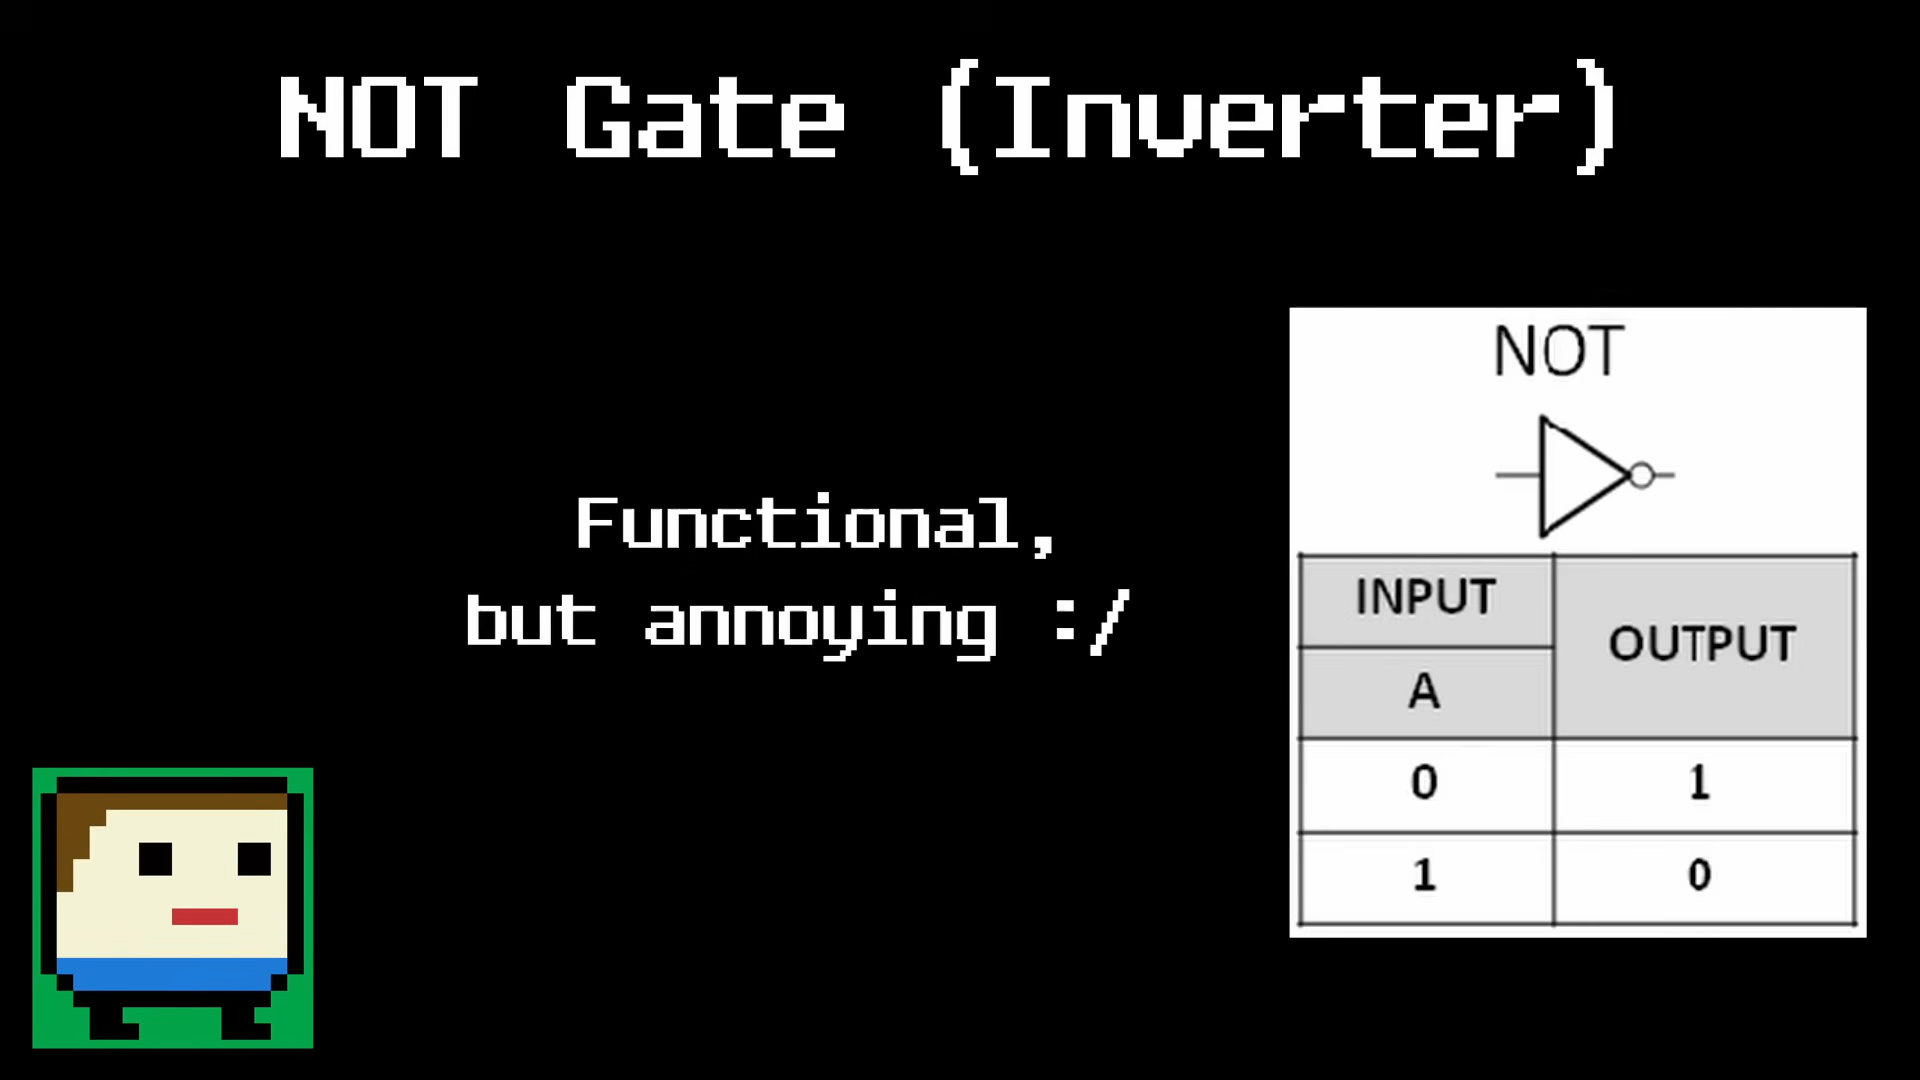 NOT Gate (Inverter)
Functional,
but annoying :/
NOT
INPUT
OUTPUT
A
0 1
1 0